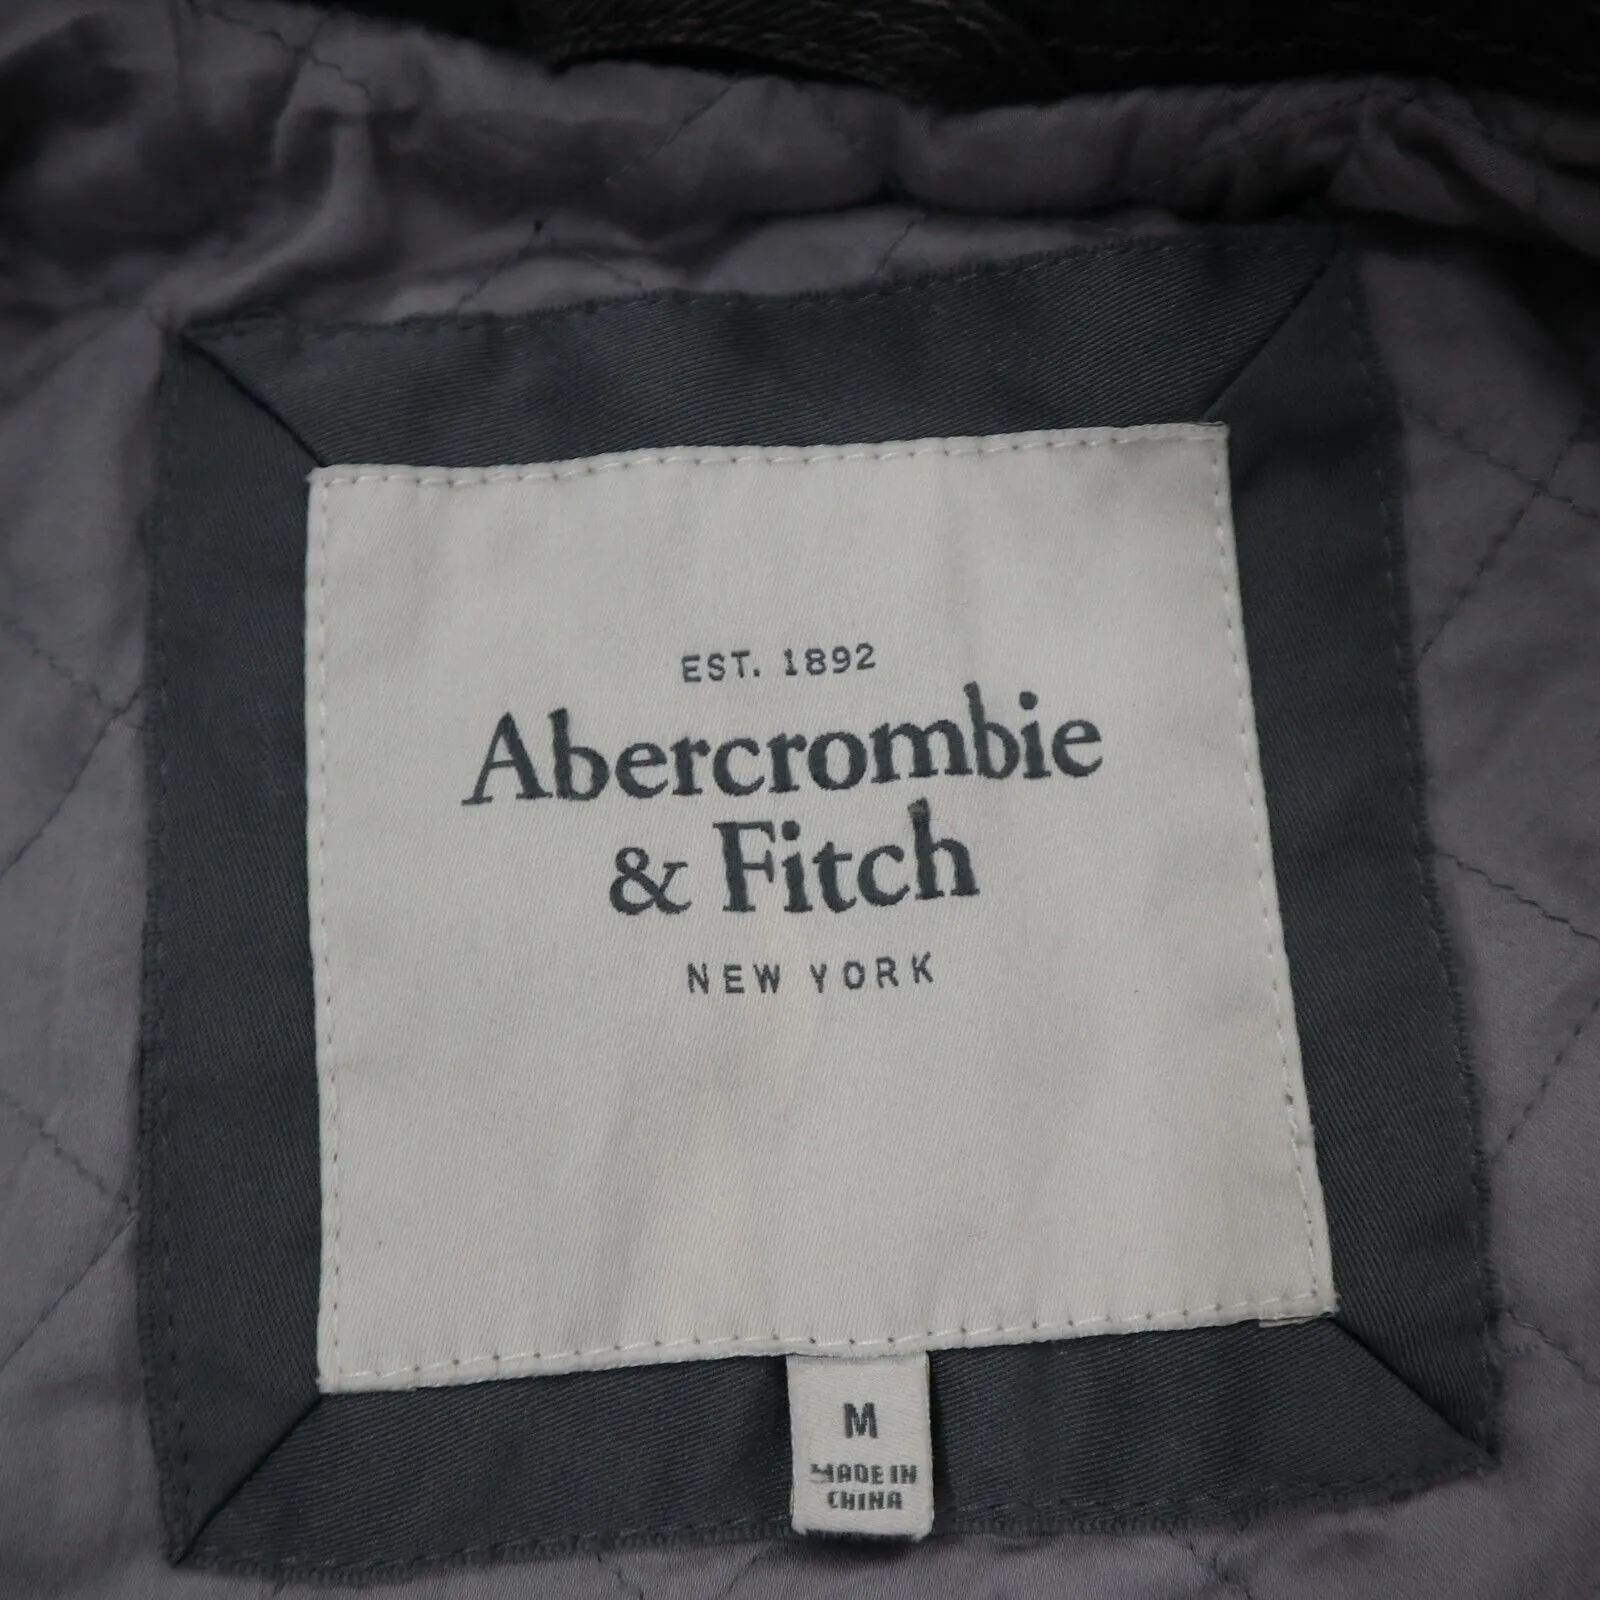 EST. 1892
Abercrombie
& Fitch
NEW YORK
M
MADE IN
CHINA